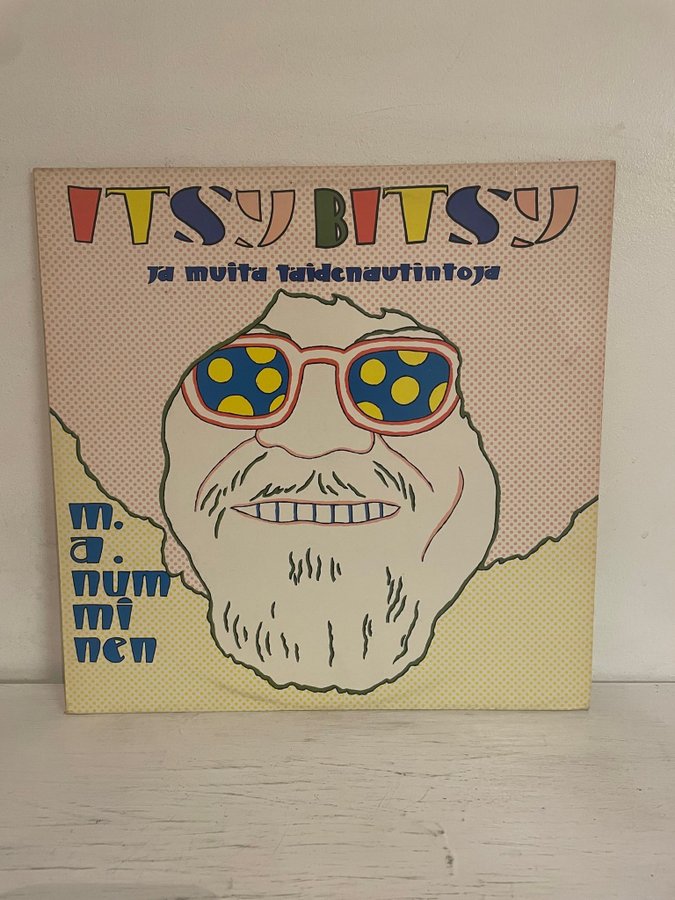 ITSY BITSY
ja muita taidenautintoja
m.
a.
num
mi
nen